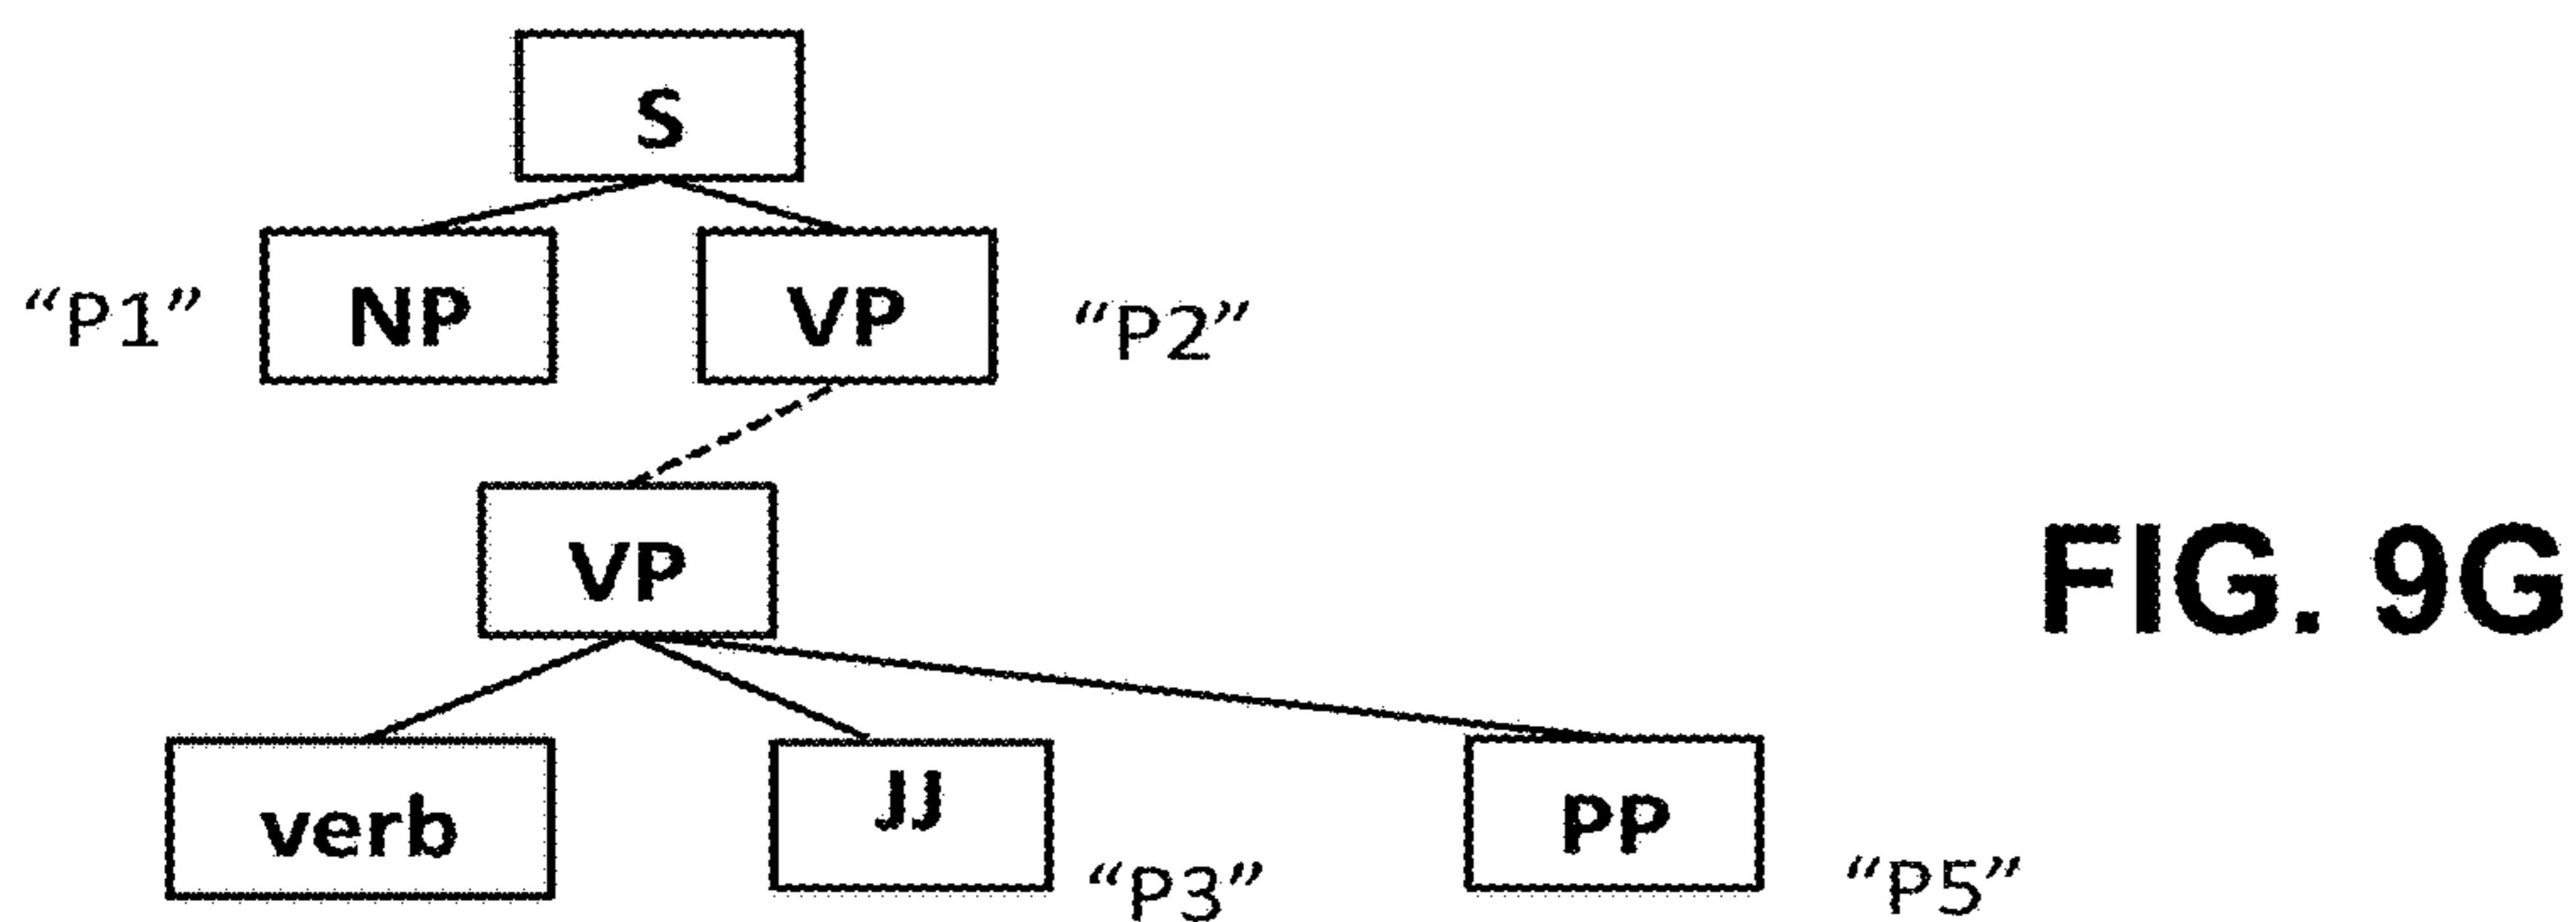 S
“P1” NP VP “P2”
VP
FIG. 9G
verb JJ “P3” PP “P5”